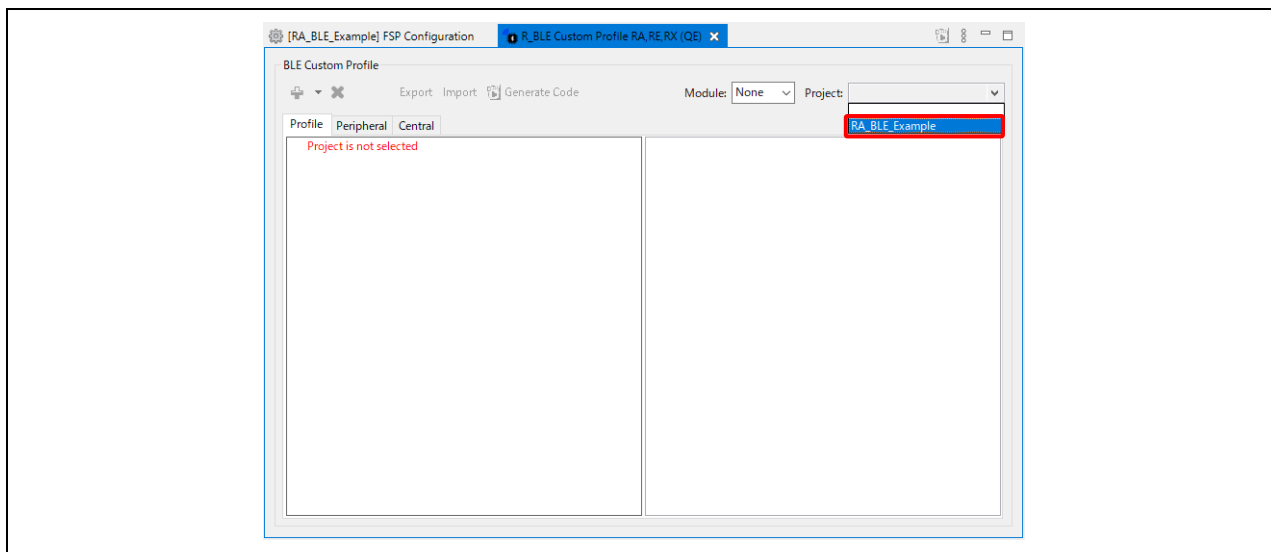 [RA_BLE_Example] FSP Configuration R_BLE Custom Profile RA,RE,RX (QE)
BLE Custom Profile
Export Import Generate Code Module: None Project:
Profile Peripheral Central RA_BLE_Example
Project is not selected